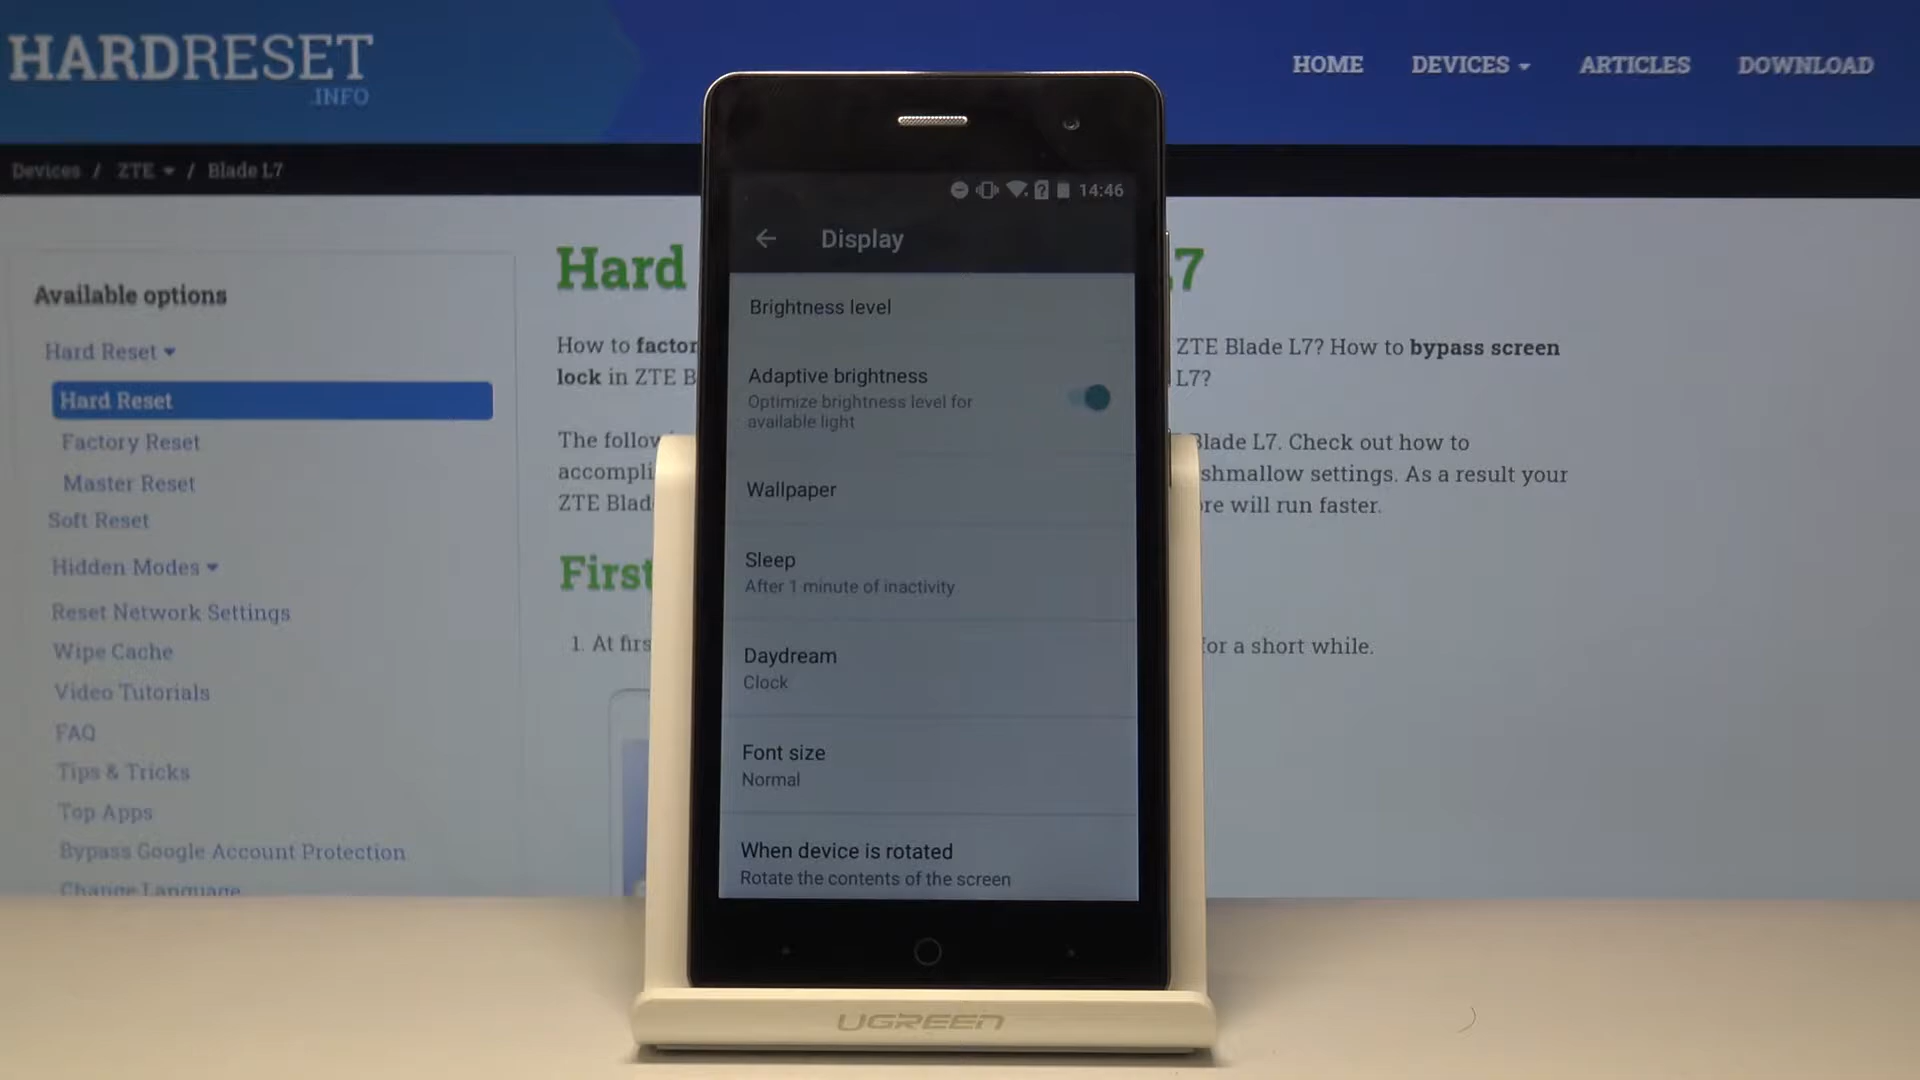 HARDRESET
.INFO
HOME DEVICES ARTICLES DOWNLOAD
Devices / ZTE / Blade L7
Available options
Hard Reset
Hard Reset
Factory Reset
Master Reset
Soft Reset
Hidden Modes
Reset Network Settings
Wipe Cache
Video Tutorials
FAQ
Tips & Tricks
Top Apps
Bypass Google Account Protection
Change Language
Hard L7
How to factor ZTE Blade L7? How to bypass screen
lock in ZTE B L7?
The follow Blade L7. Check out how to
accompli shmallow settings. As a result your
ZTE Blad re will run faster.
First
1. At firs for a short while.
14:46
Display
Brightness level
Adaptive brightness
Optimize brightness level for
available light
Wallpaper
Sleep
After 1 minute of inactivity
Daydream
Clock
Font size
Normal
When device is rotated
Rotate the contents of the screen
UGREEN